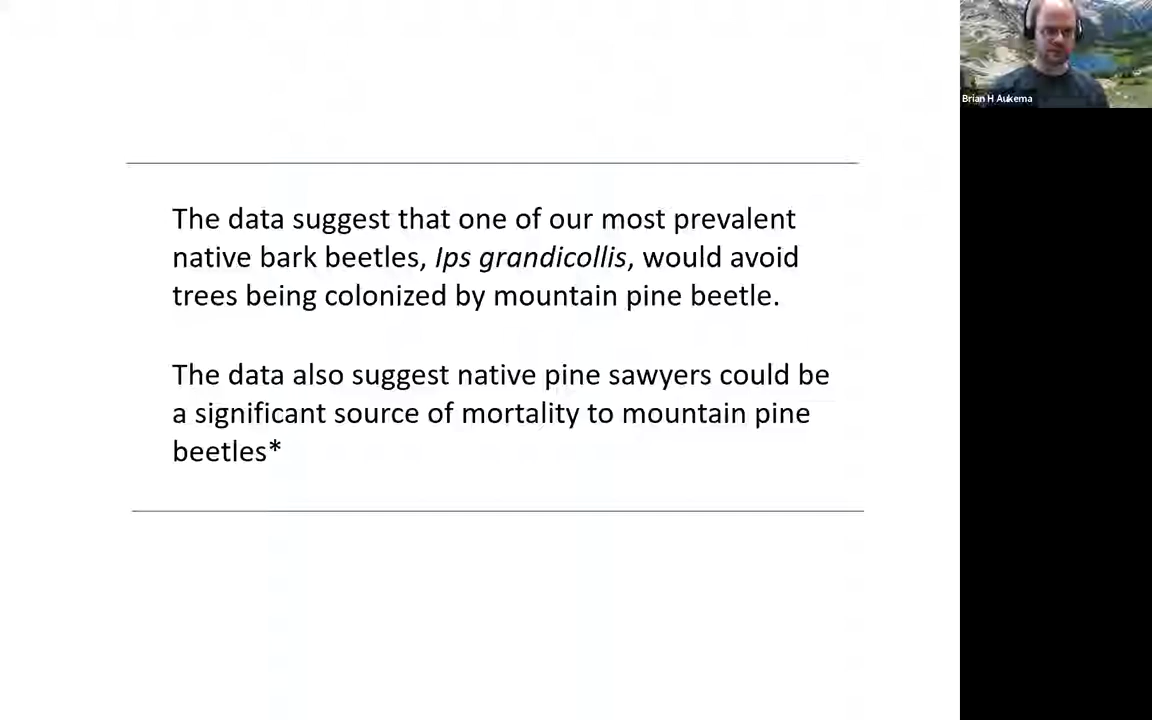 The data suggest that one of our most prevalent
native bark beetles, Ips grandicollis, would avoid
trees being colonized by mountain pine beetle.
The data also suggest native pine sawyers could be
a significant source of mortality to mountain pine
beetles*
Brian H Aukema